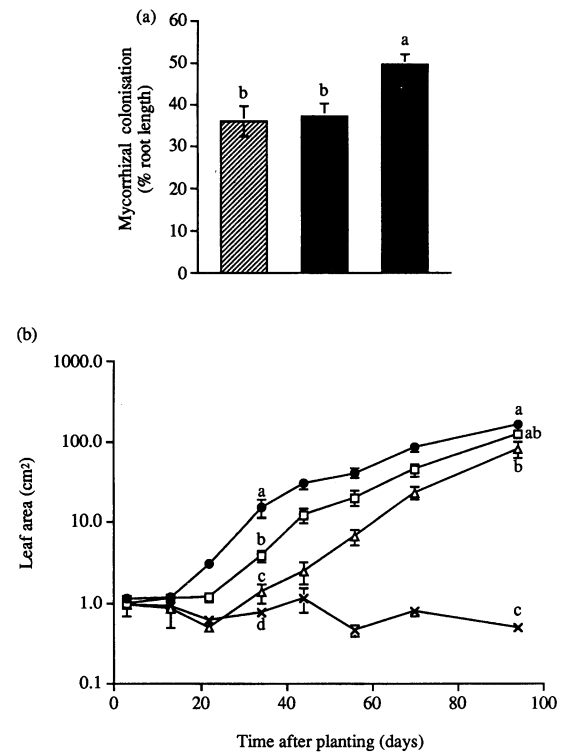 (a)
60
50
40
30
20
10
0
Mycorrhizal colonisation
(% root length)
b
b
a
(b)
1000.0
100.0
10.0
1.0
0.1
Leaf area (cm²)
a
ab
b
a
b
c
d
c
0
20
40
60
80
100
Time after planting (days)